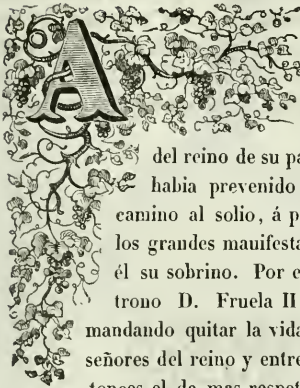 A
del reino de su pa
habia prevenido
camino al solio, á p
los grandes manifesta
él su sobrino. Por c
trono D. Fruela II
mandando quitar la vida
señores del reino y entre
tonces el de mas respet